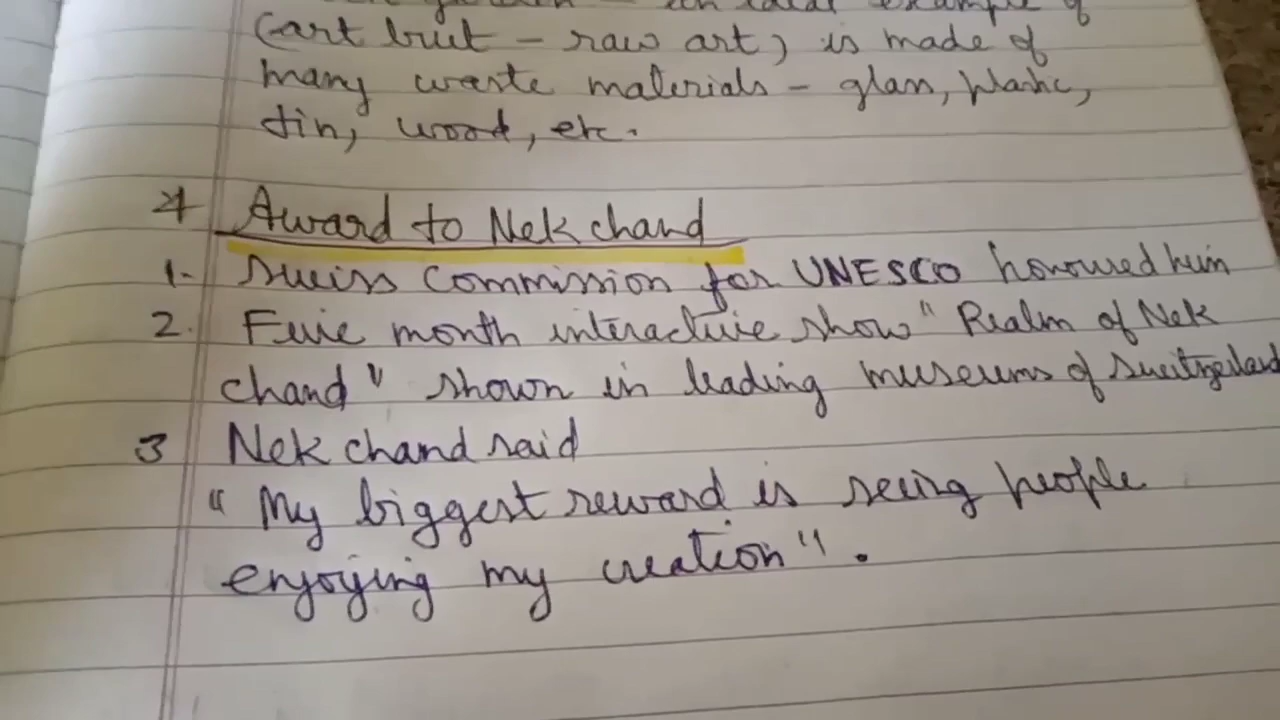 example of
(art brut - raw art) is made of
many waste materials - glass, plastic,
tin, wood, etc.
* Award to Nek chand
1- Swiss Commission for UNESCO honoured him
2. Five month interactive show " Realm of Nek
chand " shown in leading museums of Switzerland
3 Nek chand said
" My biggest reward is seeing people
enjoying my creation ".